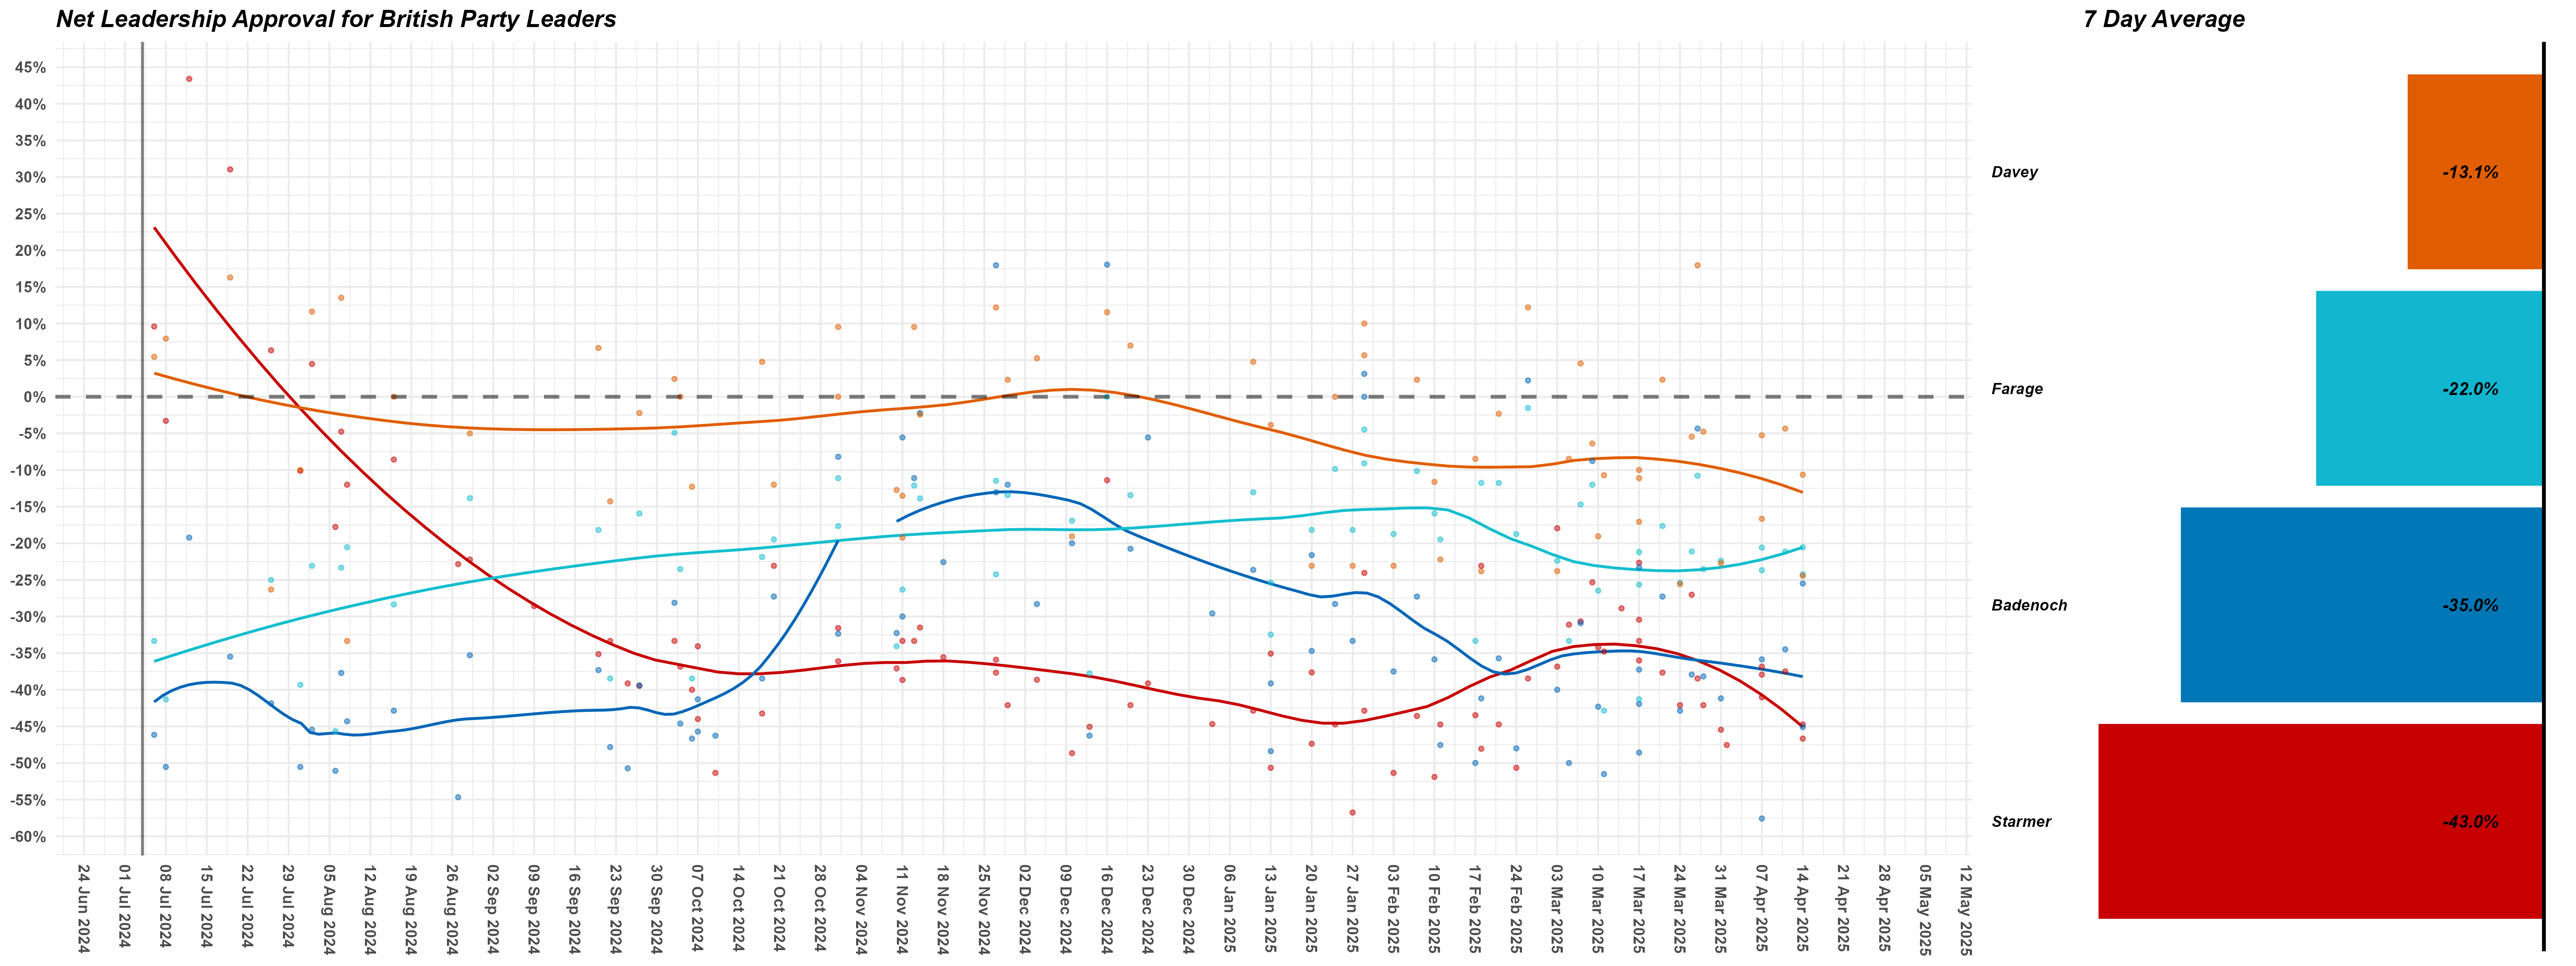 Net Leadership Approval for British Party Leaders
7 Day Average
45%
40%
35%
30%
25%
20%
15%
10%
5%
0%
-5%
-10%
-15%
-20%
-25%
-30%
-35%
-40%
-45%
-50%
-55%
-60%
24 Jun 2024
01 Jul 2024
08 Jul 2024
15 Jul 2024
22 Jul 2024
29 Jul 2024
05 Aug 2024
12 Aug 2024
19 Aug 2024
26 Aug 2024
02 Sep 2024
09 Sep 2024
16 Sep 2024
23 Sep 2024
30 Sep 2024
07 Oct 2024
14 Oct 2024
21 Oct 2024
28 Oct 2024
04 Nov 2024
11 Nov 2024
18 Nov 2024
25 Nov 2024
02 Dec 2024
09 Dec 2024
16 Dec 2024
23 Dec 2024
30 Dec 2024
06 Jan 2025
13 Jan 2025
20 Jan 2025
27 Jan 2025
03 Feb 2025
10 Feb 2025
17 Feb 2025
24 Feb 2025
03 Mar 2025
10 Mar 2025
17 Mar 2025
24 Mar 2025
31 Mar 2025
07 Apr 2025
14 Apr 2025
21 Apr 2025
28 Apr 2025
05 May 2025
12 May 2025
Davey -13.1%
Farage -22.0%
Badenoch -35.0%
Starmer -43.0%